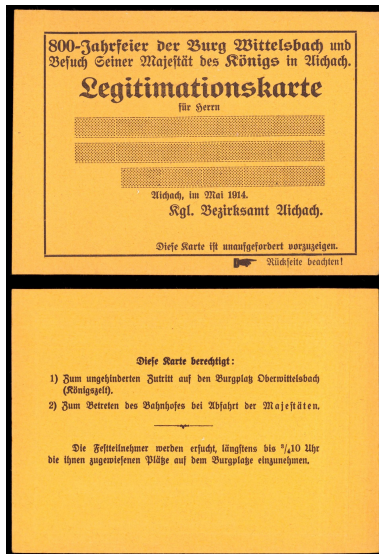 800-Jahrfeier der Burg Wittelsbach und
Besuch Seiner Majestät des Königs in Aichach.
Legitimationskarte
für Herrn
Aichach, im Mai 1914.
Kgl. Bezirksamt Aichach.
Diese Karte ist unaufgefordert vorzuzeigen.
Rückseite beachten!
Diese Karte berechtigt:
1) Zum ungehinderten Zutritt auf den Burgplatz Oberwittelsbach
(Königszelt).
2) Zum Betreten des Bahnhofes bei Abfahrt der Majestäten.
Die Festteilnehmer werden ersucht, längstens bis ³/₄10 Uhr
die ihnen zugewiesenen Plätze auf dem Burgplatze einzunehmen.